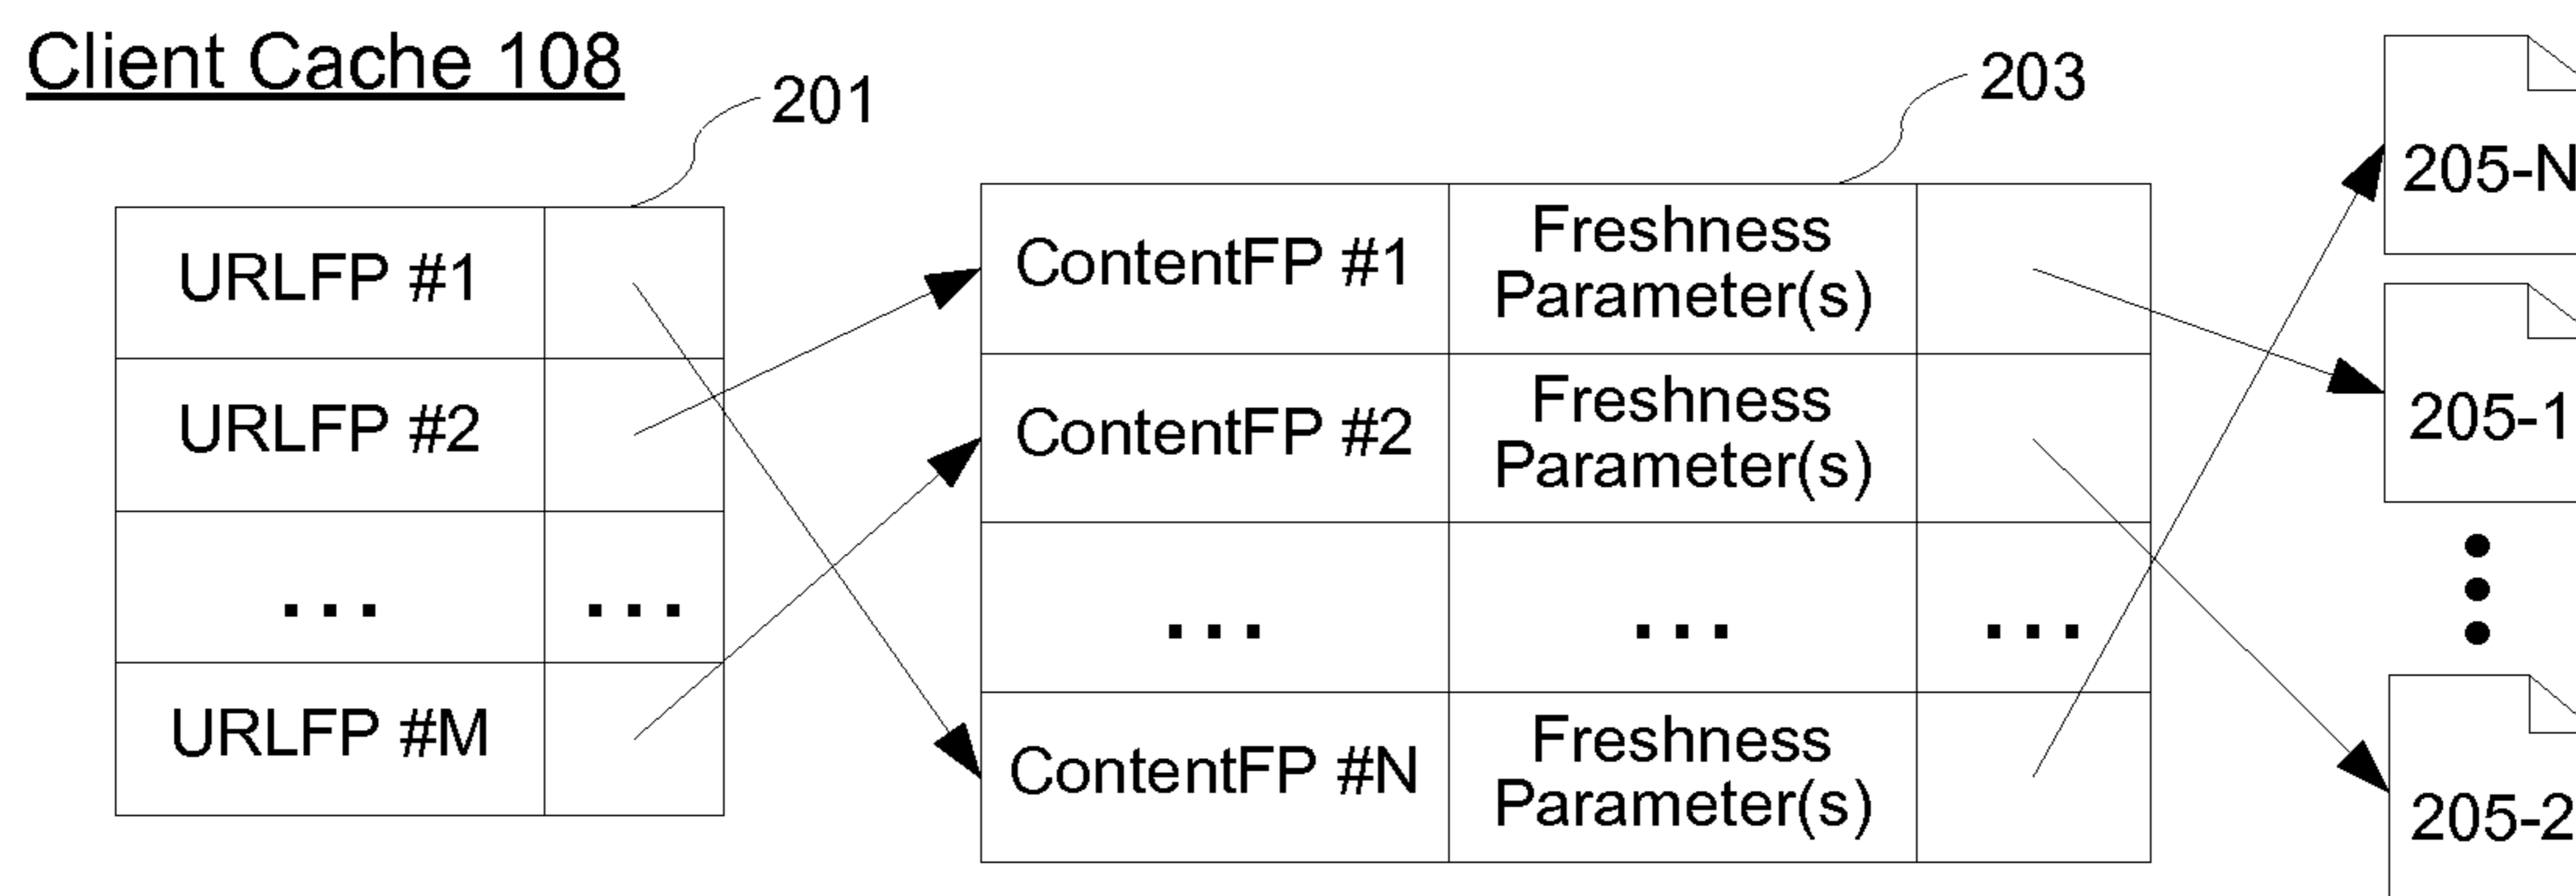 Client Cache 108
201
203
URLFP #1
URLFP #2
... ...
URLFP #M
ContentFP #1
Freshness
Parameter(s)
ContentFP #2
Freshness
Parameter(s)
... ... ...
ContentFP #N
Freshness
Parameter(s)
205-N
205-1
205-2